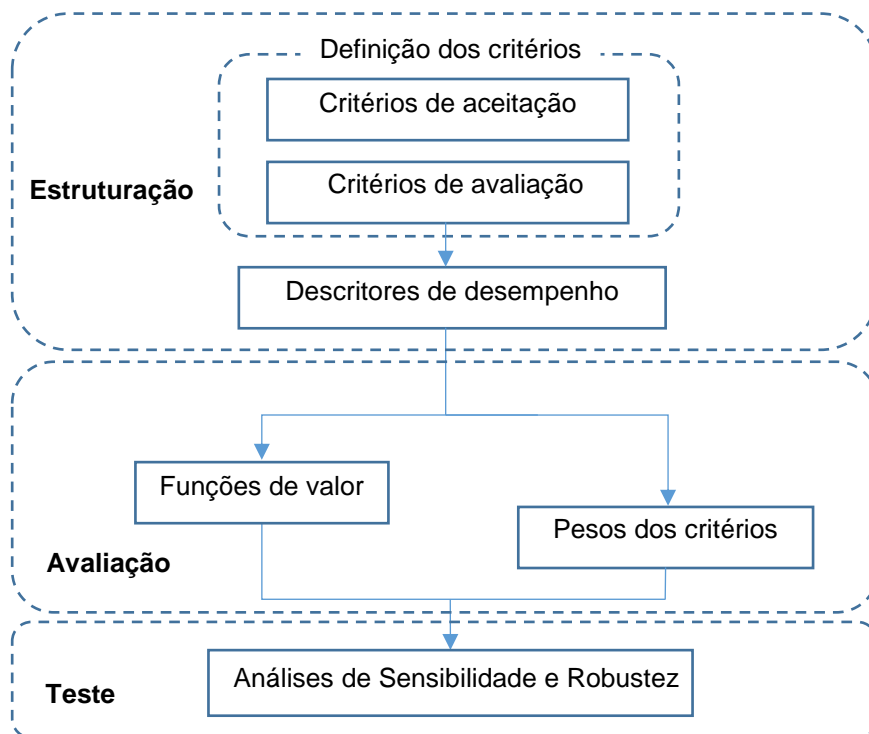 Definição dos critérios
Critérios de aceitação
Critérios de avaliação
Estruturação
Descritores de desempenho
Funções de valor
Pesos dos critérios
Avaliação
Análises de Sensibilidade e Robustez
Teste